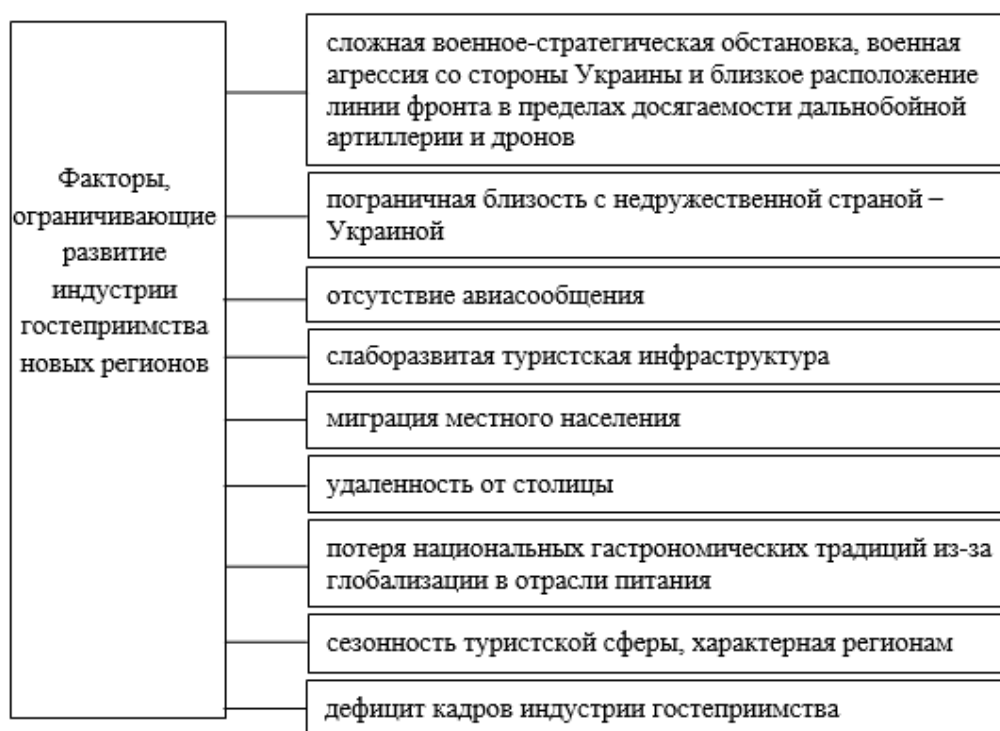 Факторы,
ограничивающие
развитие
индустрии
гостеприимства
новых регионов
сложная военное-стратегическая обстановка, военная
агрессия со стороны Украины и близкое расположение
линии фронта в пределах досягаемости дальнобойной
артиллерии и дронов
пограничная близость с недружественной страной –
Украиной
отсутствие авиасообщения
слаборазвитая туристская инфраструктура
миграция местного населения
удаленность от столицы
потеря национальных гастрономических традиций из-за
глобализации в отрасли питания
сезонность туристской сферы, характерная регионам
дефицит кадров индустрии гостеприимства